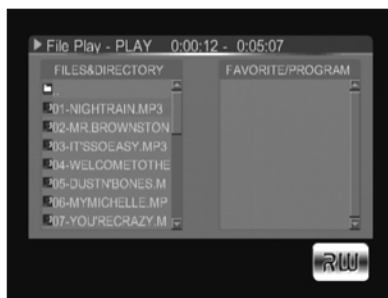 File Play - PLAY 0:00:12 - 0:05:07
FILES&DIRECTORY
FAVORITE/PROGRAM
..
01-NIGHTRAIN.MP3
02-MR.BROWNSTON
03-IT'SSOEASY.MP3
04-WELCOMETOTHE
05-DUSTN'BONES.M
06-MYMICHELLE.MP
07-YOU'RECRAZY.M
RW